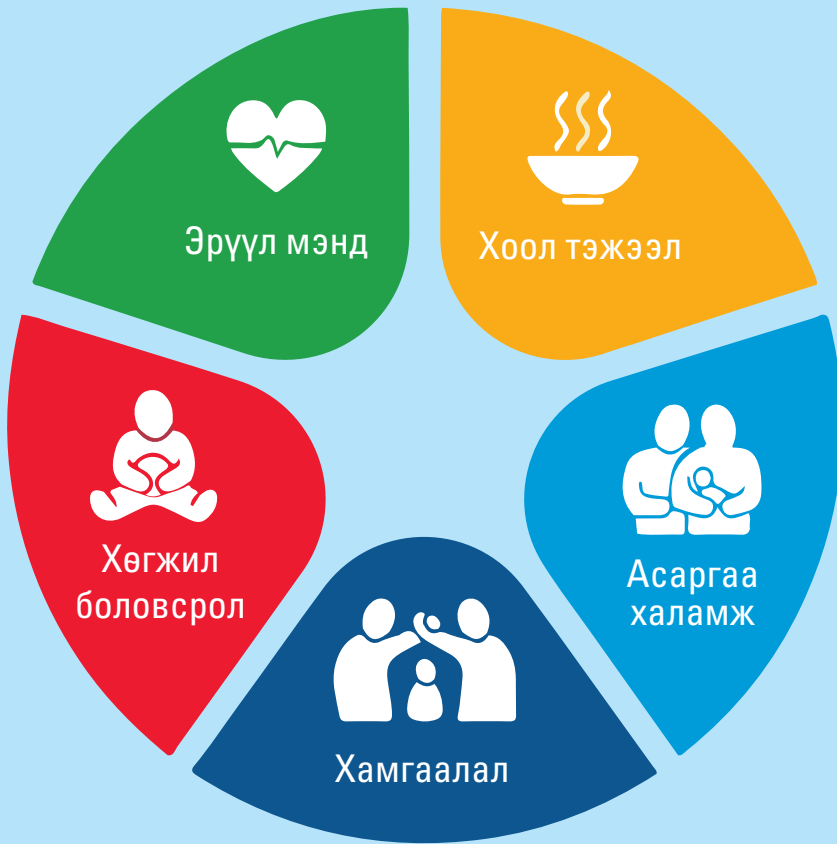 Эрүүл мэнд
Хоол тэжээл
Хөгжил
боловсрол
Асаргаа
халамж
Хамгаалал